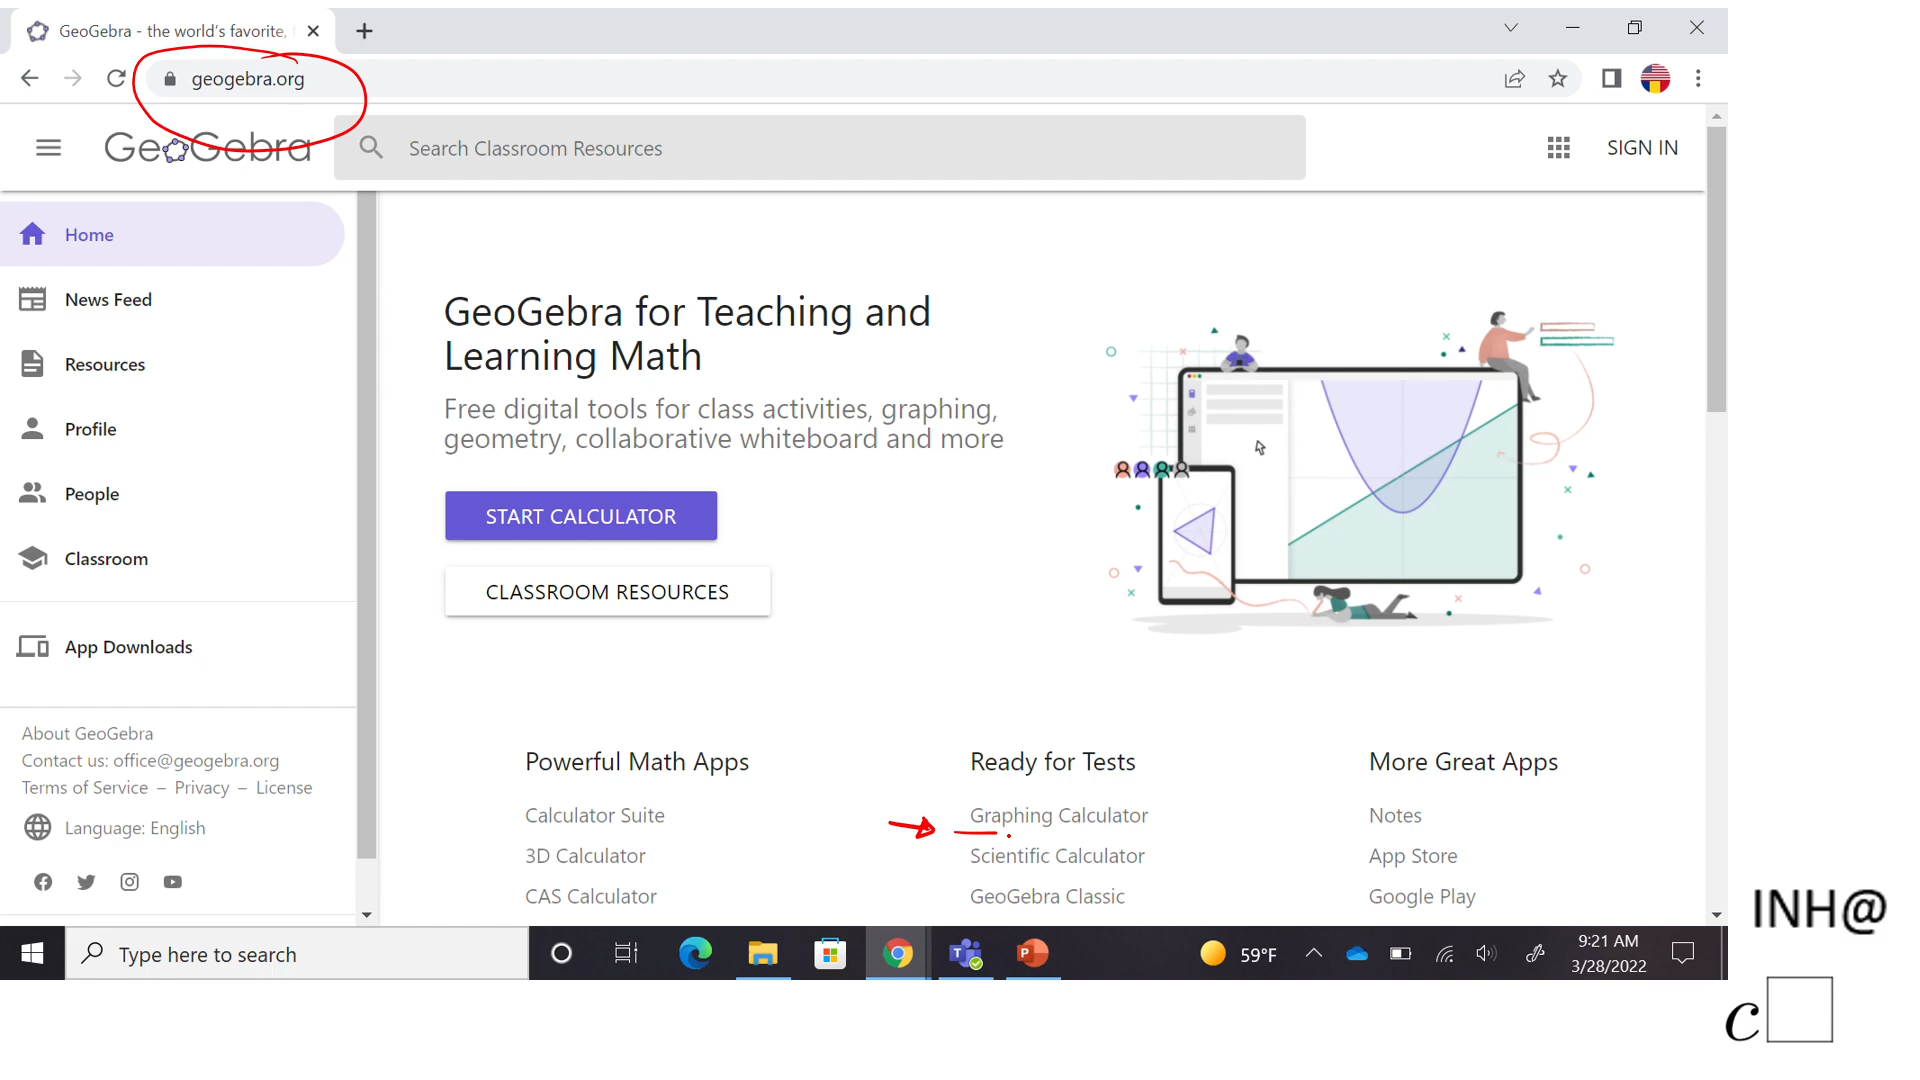 GeoGebra - the world's favorite,
geogebra.org
GeoGebra
Search Classroom Resources
SIGN IN
Home
News Feed
Resources
Profile
People
Classroom
App Downloads
About GeoGebra
Contact us: office@geogebra.org
Terms of Service – Privacy – License
Language: English
GeoGebra for Teaching and
Learning Math
Free digital tools for class activities, graphing,
geometry, collaborative whiteboard and more
START CALCULATOR
CLASSROOM RESOURCES
Powerful Math Apps
Calculator Suite
3D Calculator
CAS Calculator
Ready for Tests
Graphing Calculator
Scientific Calculator
GeoGebra Classic
More Great Apps
Notes
App Store
Google Play
Type here to search
59°F
9:21 AM
3/28/2022
INH@
c